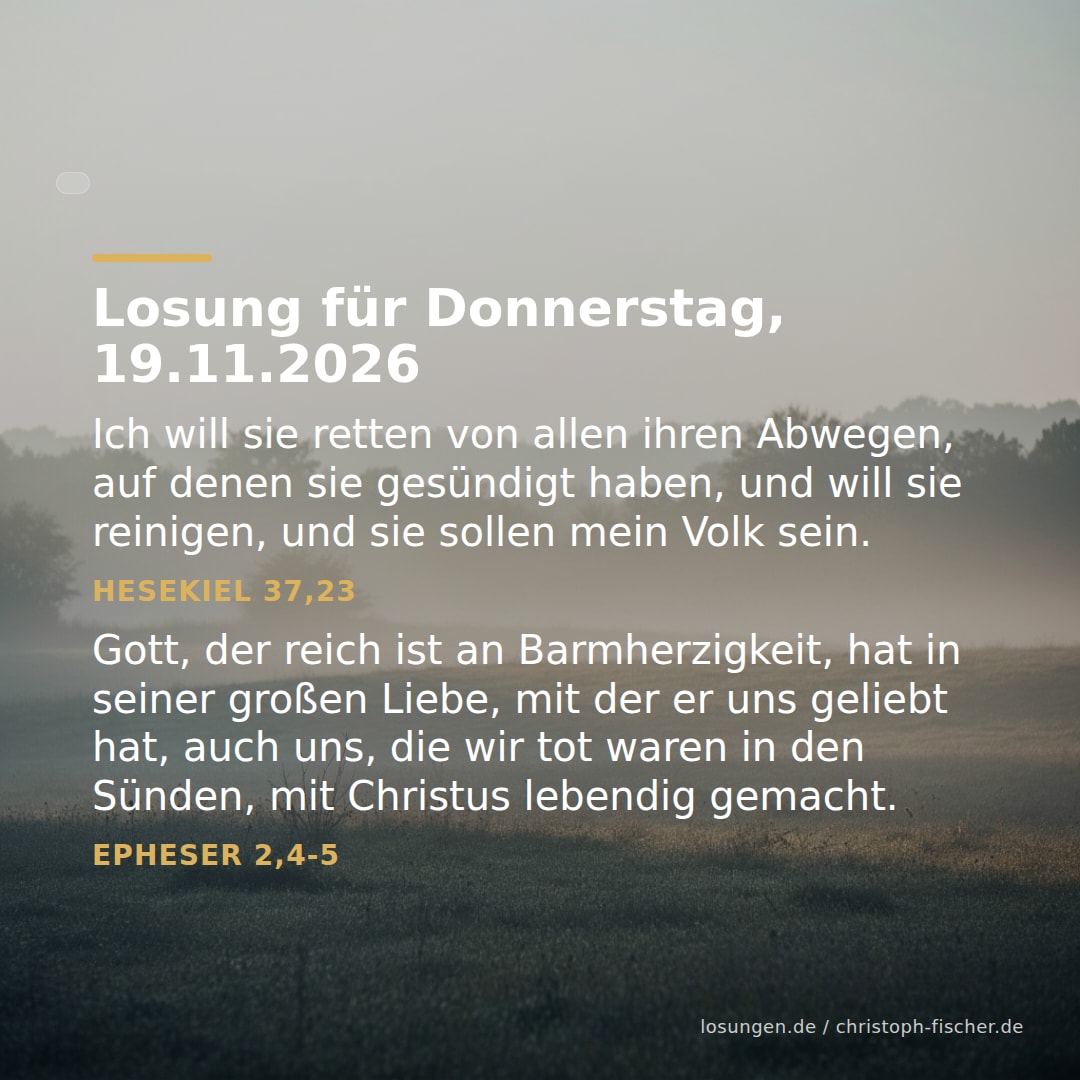 Losung für Donnerstag,
19.11.2026
Ich will sie retten von allen ihren Abwegen,
auf denen sie gesündigt haben, und will sie
reinigen, und sie sollen mein Volk sein.
HESEKIEL 37,23
Gott, der reich ist an Barmherzigkeit, hat in
seiner großen Liebe, mit der er uns geliebt
hat, auch uns, die wir tot waren in den
Sünden, mit Christus lebendig gemacht.
EPHESER 2,4-5
losungen.de / christoph-fischer.de